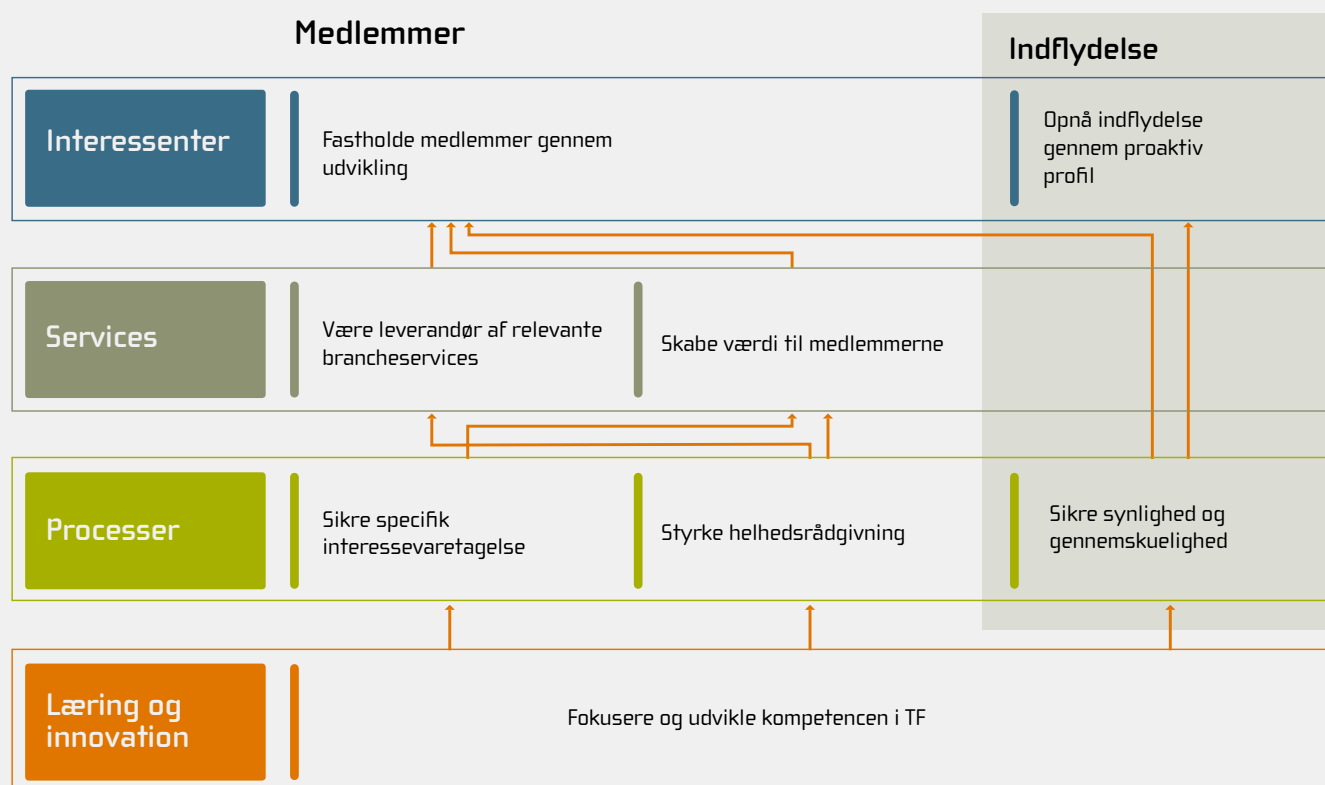 Medlemmer
Indflydelse
Interessenter
Fastholde medlemmer gennem
udvikling
Opnå indflydelse
gennem proaktiv
profil
Services
Være leverandør af relevante
brancheservices
Skabe værdi til medlemmerne
Processer
Sikre specifik
interessevaretagelse
Styrke helhedsrådgivning
Sikre synlighed og
gennemskuelighed
Læring og
innovation
Fokusere og udvikle kompetencen i TF